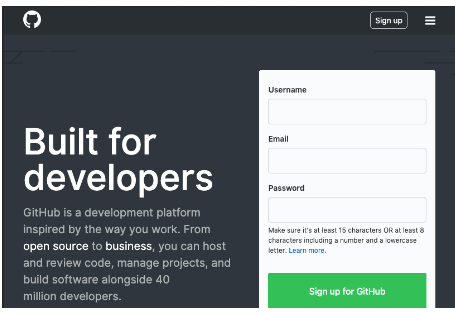 Sign up
Built for
developers
GitHub is a development platform
inspired by the way you work. From
open source to business, you can host
and review code, manage projects, and
build software alongside 40
million developers.
Username
Email
Password
Make sure it's at least 15 characters OR at least 8
characters including a number and a lowercase
letter. Learn more.
Sign up for GitHub